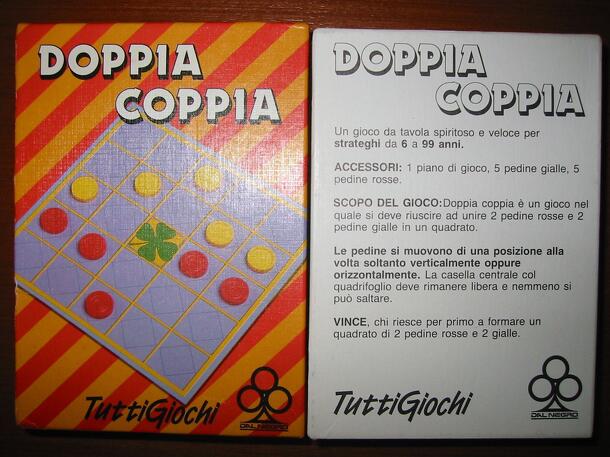 DOPPIA
COPPIA
TuttiGiochi
DAL NEGRO
DOPPIA
COPPIA
Un gioco da tavola spiritoso e veloce per
strateghi da 6 a 99 anni.
ACCESSORI: 1 piano di gioco, 5 pedine gialle, 5
pedine rosse.
SCOPO DEL GIOCO:Doppia coppia è un gioco nel
quale si deve riuscire ad unire 2 pedine rosse e 2
pedine gialle in un quadrato.
Le pedine si muovono di una posizione alla
volta soltanto verticalmente oppure
orizzontalmente. La casella centrale col
quadrifoglio deve rimanere libera e nemmeno si
può saltare.
VINCE, chi riesce per primo a formare un
quadrato di 2 pedine rosse e 2 gialle.
TuttiGiochi
DAL NEGRO